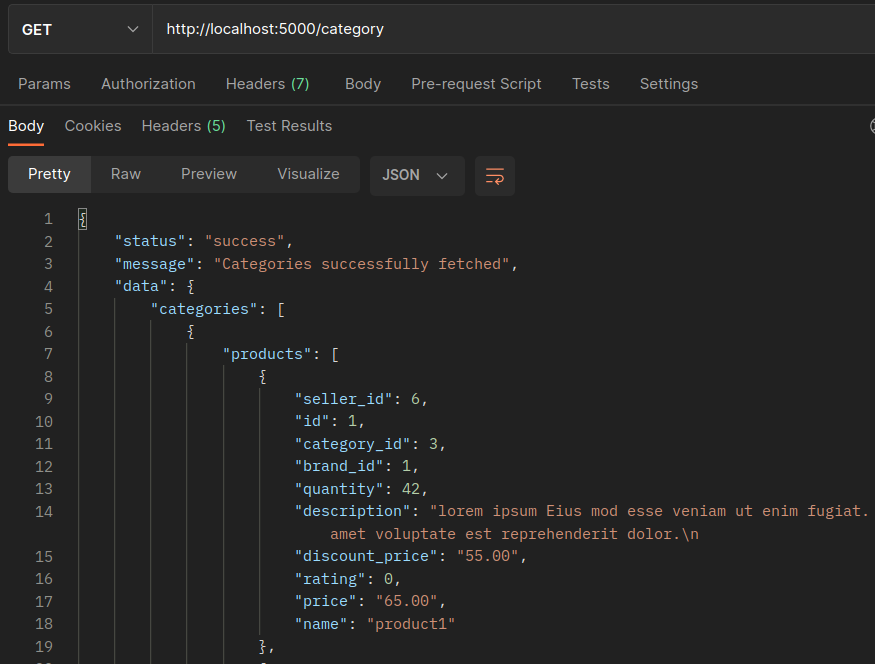 GET http://localhost:5000/category
Params Authorization Headers (7) Body Pre-request Script Tests Settings
Body Cookies Headers (5) Test Results
Pretty Raw Preview Visualize JSON
1 {
2 "status": "success",
3 "message": "Categories successfully fetched",
4 "data": {
5 "categories": [
6 {
7 "products": [
8 {
9 "seller_id": 6,
10 "id": 1,
11 "category_id": 3,
12 "brand_id": 1,
13 "quantity": 42,
14 "description": "lorem ipsum Eius mod esse veniam ut enim fugiat.
amet voluptate est reprehenderit dolor.\n
15 "discount_price": "55.00",
16 "rating": 0,
17 "price": "65.00",
18 "name": "product1"
19 },